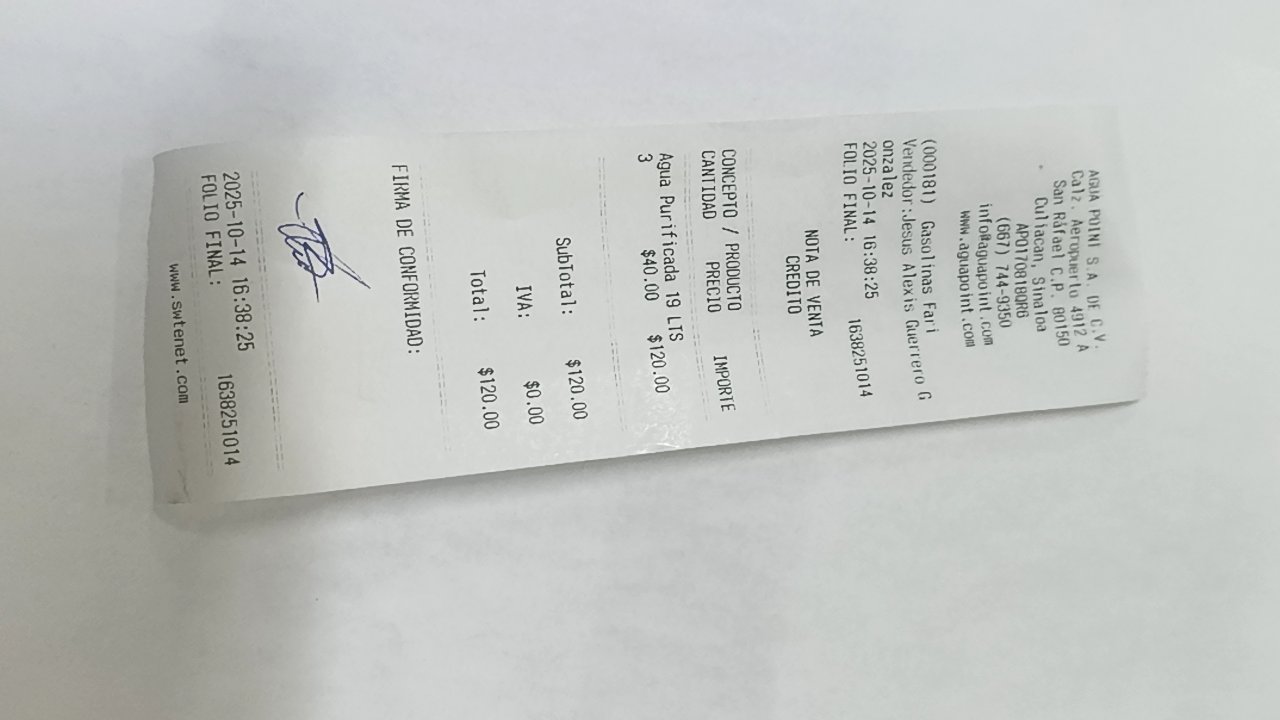 AGUA POINT S.A. DE C.V.
Calz. Aeropuerto 4912 A
San Rafael C.P. 80150
Culiacan, Sinaloa
APO170818QR6
(667) 744-9350
info@aguapoint.com
www.aguapoint.com
(000181) Gasolinas Fari
Vendedor:Jesus Alexis Guerrero G
onzalez
2025-10-14 16:38:25
FOLIO FINAL: 1638251014
NOTA DE VENTA
CREDITO
CONCEPTO / PRODUCTO
CANTIDAD PRECIO IMPORTE
Agua Purificada 19 LTS
3 $40.00 $120.00
SubTotal: $120.00
IVA: $0.00
Total: $120.00
FIRMA DE CONFORMIDAD:
2025-10-14 16:38:25
FOLIO FINAL: 1638251014
www.swtenet.com